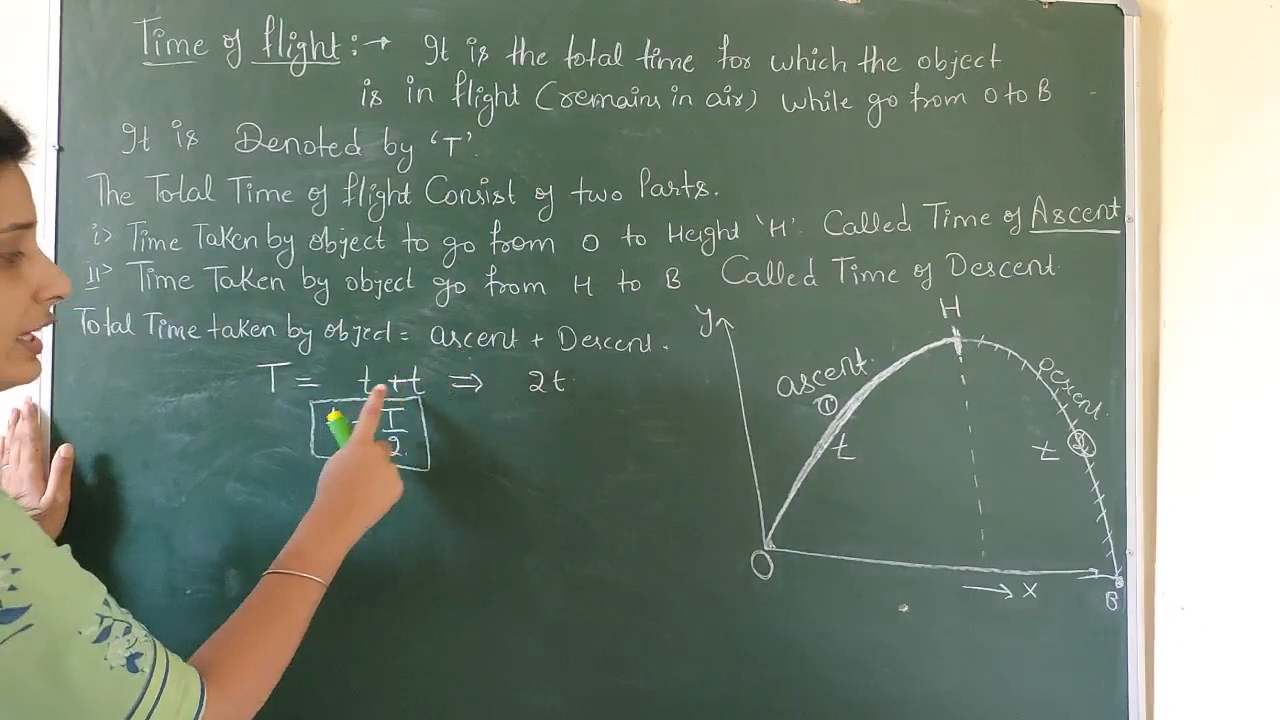 Time of flight :→ It is the total time for which the object
is in flight (remains in air) while go from O to B
It is Denoted by 'T'.
The Total Time of flight Consist of two Parts.
i> Time Taken by object to go from O to Height 'H'. Called Time of Ascent
ii> Time Taken by object go from H to B Called Time of Descent.
Total Time taken by object = ascent + Descent.
T = t + t ⇒ 2t
T
2
y
H
ascent.
①
t
t
②
O
→ x
B